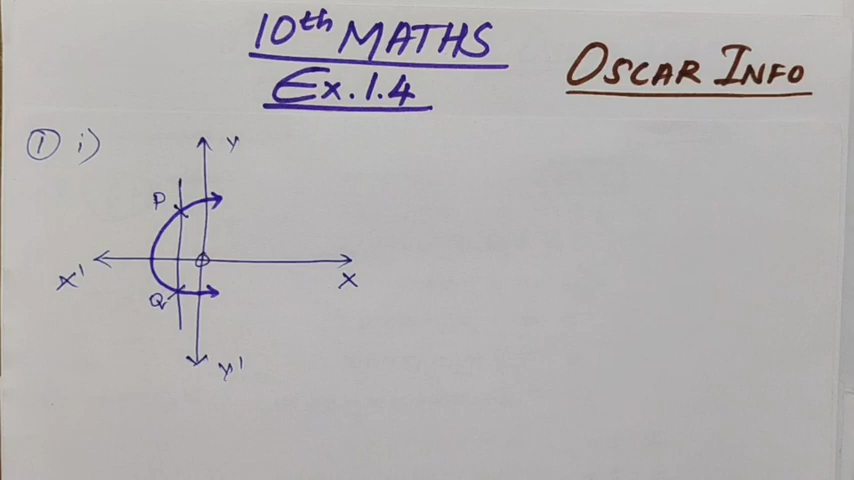 10th MATHS
Ex.1.4
OSCAR INFO
① i)
Y
P
X'
X
Q
Y'